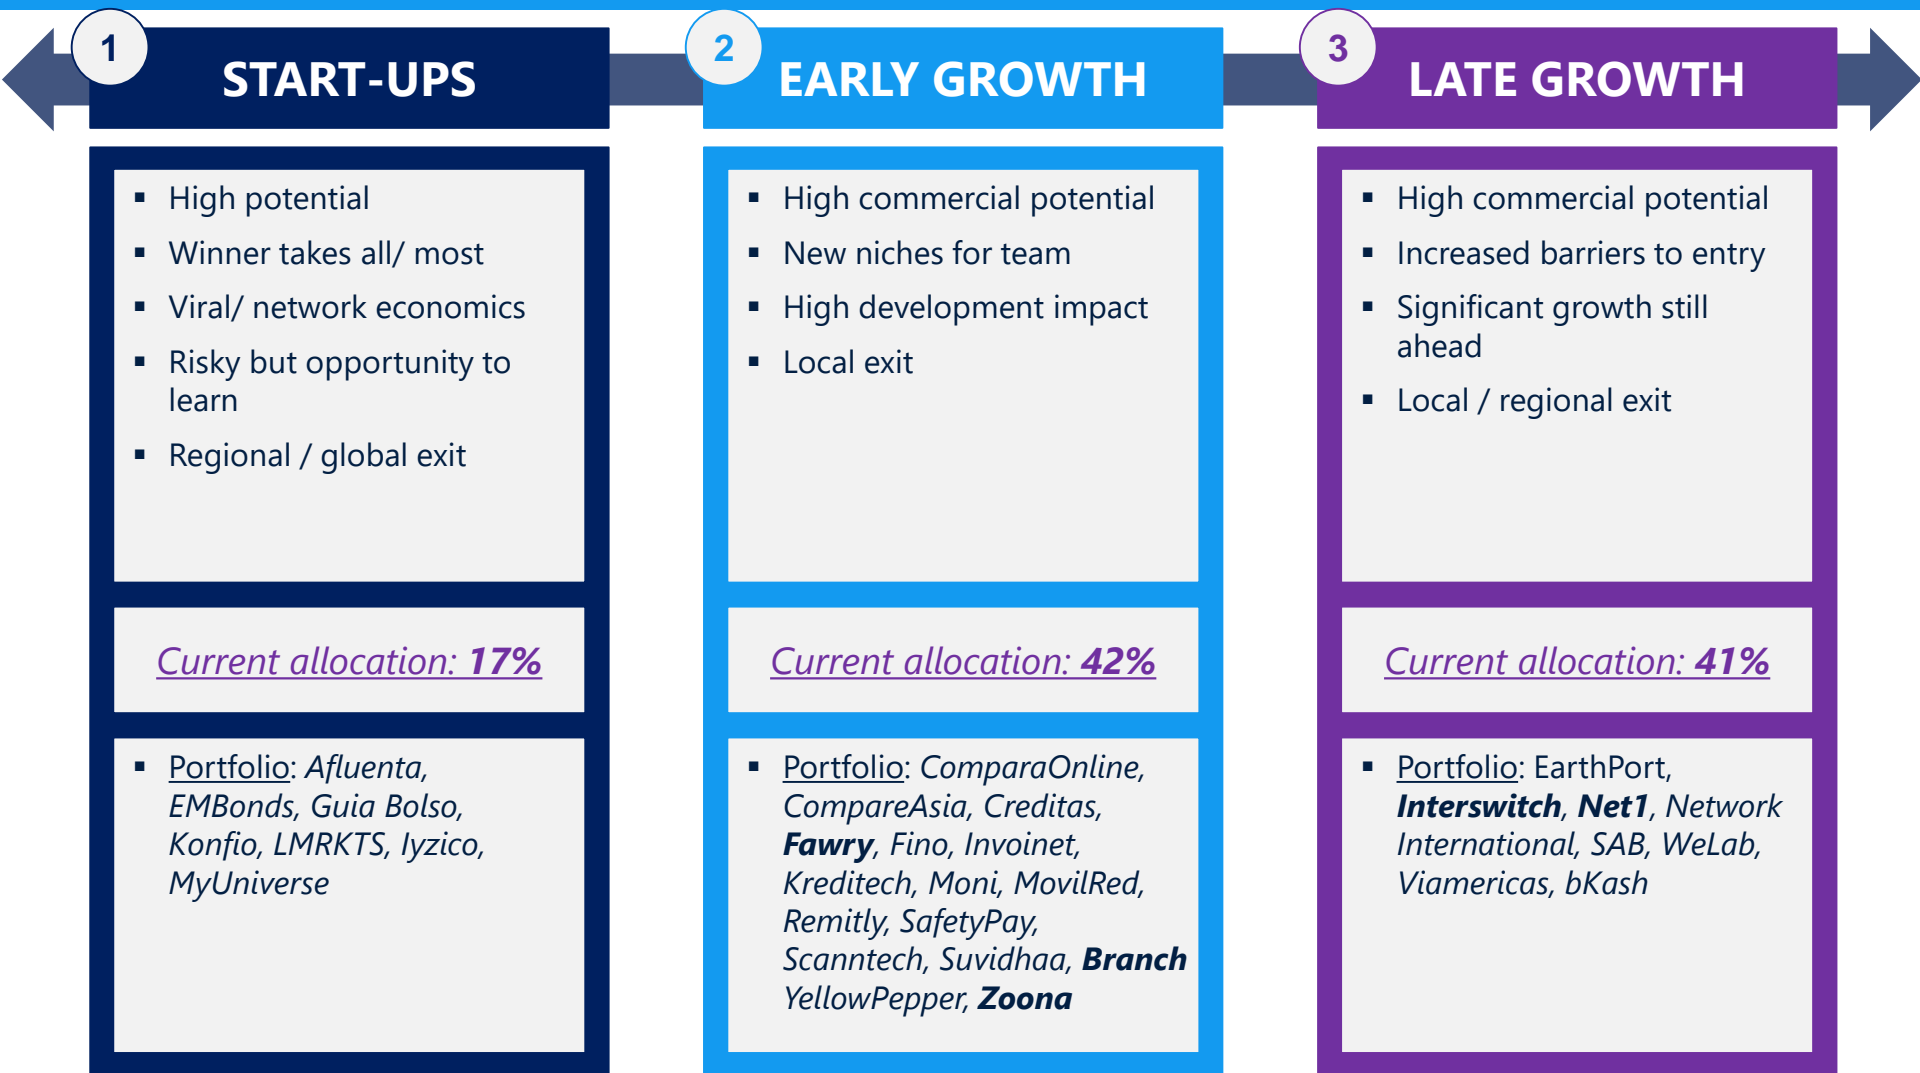 1
START-UPS
▪ High potential
▪ Winner takes all/ most
▪ Viral/ network economics
▪ Risky but opportunity to
learn
▪ Regional / global exit
Current allocation: 17%
▪ Portfolio: Afluenta,
EMBonds, Guia Bolso,
Konfio, LMRKTS, Iyzico,
MyUniverse
2
EARLY GROWTH
▪ High commercial potential
▪ New niches for team
▪ High development impact
▪ Local exit
Current allocation: 42%
▪ Portfolio: ComparaOnline,
CompareAsia, Creditas,
Fawry, Fino, Invoinet,
Kreditech, Moni, MovilRed,
Remitly, SafetyPay,
Scanntech, Suvidhaa, Branch
YellowPepper, Zoona
3
LATE GROWTH
▪ High commercial potential
▪ Increased barriers to entry
▪ Significant growth still
ahead
▪ Local / regional exit
Current allocation: 41%
▪ Portfolio: EarthPort,
Interswitch, Net1, Network
International, SAB, WeLab,
Viamericas, bKash